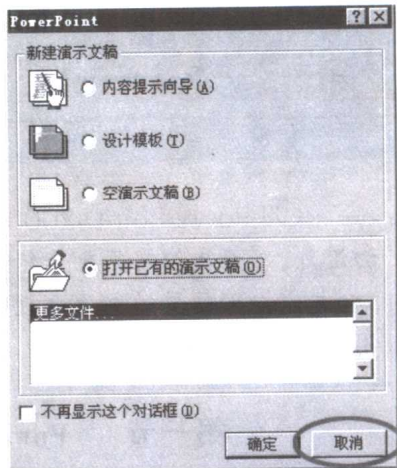 PowerPoint
新建演示文稿
内容提示向导(A)
设计模板(T)
空演示文稿(B)
打开已有的演示文稿(O)
更多文件...
不再显示这个对话框(D)
确定 取消